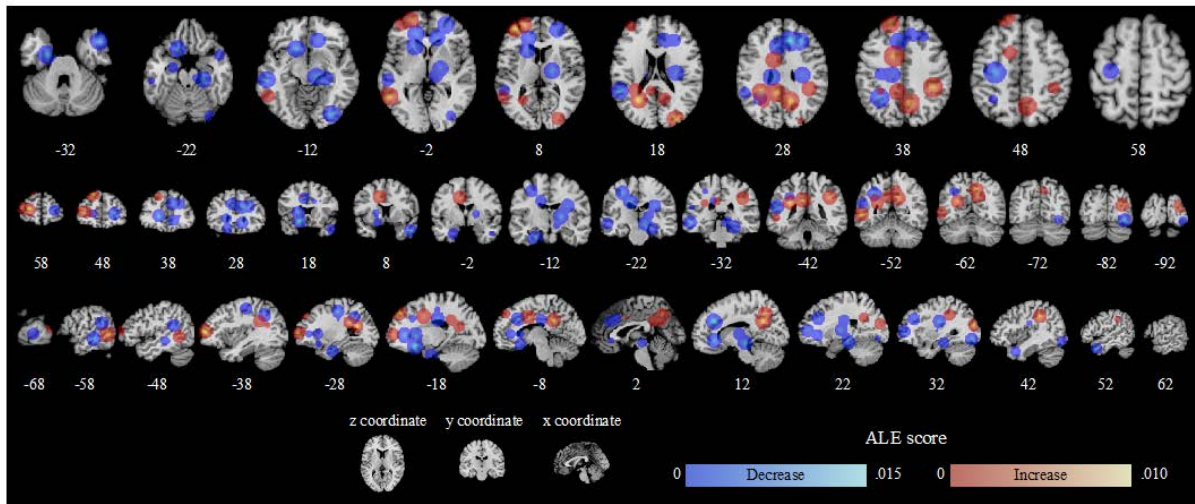 -32 -22 -12 -2 8 18 28 38 48 58
58 48 38 28 18 8 -2 -12 -22 -32 -42 -52 -62 -72 -82 -92
-68 -58 -48 -38 -28 -18 -8 2 12 22 32 42 52 62
z coordinate y coordinate x coordinate
ALE score
0 Decrease .015 0 Increase .010